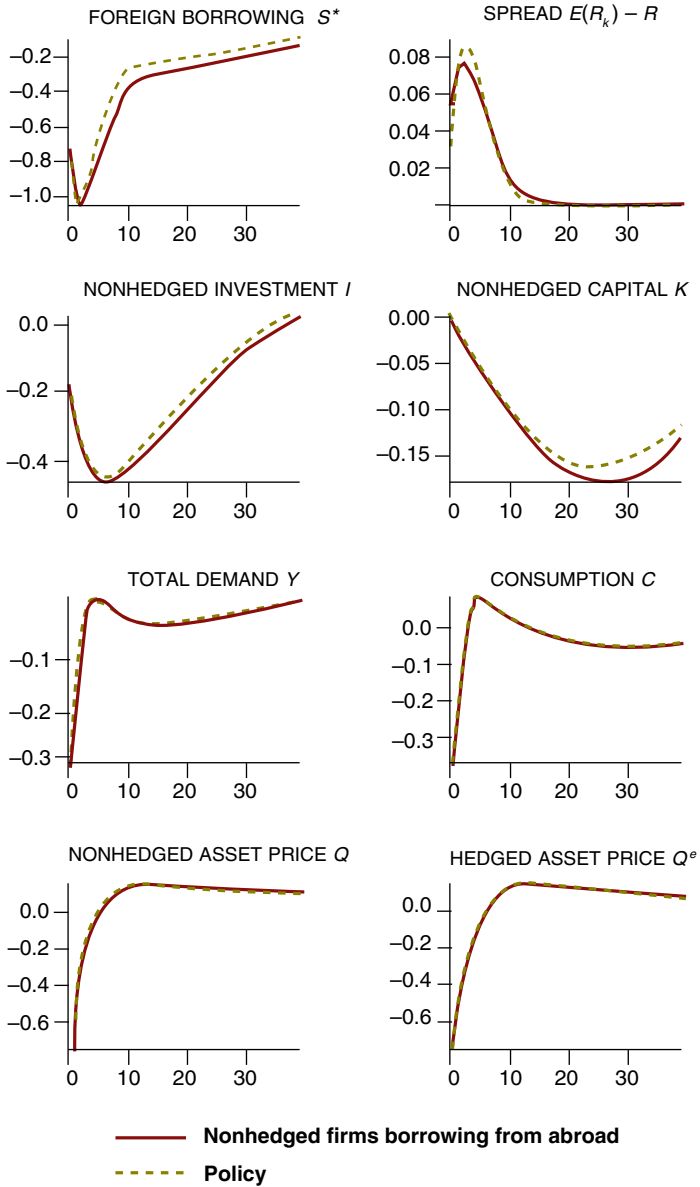 FOREIGN BORROWING S*
–0.2
–0.4
–0.6
–0.8
–1.0
0 10 20 30
SPREAD E(Rk) – R
0.08
0.06
0.04
0.02
0 10 20 30
NONHEDGED INVESTMENT I
0.0
–0.2
–0.4
0 10 20 30
NONHEDGED CAPITAL K
0.00
–0.05
–0.10
–0.15
0 10 20 30
TOTAL DEMAND Y
–0.1
–0.2
–0.3
0 10 20 30
CONSUMPTION C
0.0
–0.1
–0.2
–0.3
0 10 20 30
NONHEDGED ASSET PRICE Q
0.0
–0.2
–0.4
–0.6
0 10 20 30
HEDGED ASSET PRICE Qe
0.0
–0.2
–0.4
–0.6
0 10 20 30
Nonhedged firms borrowing from abroad
Policy